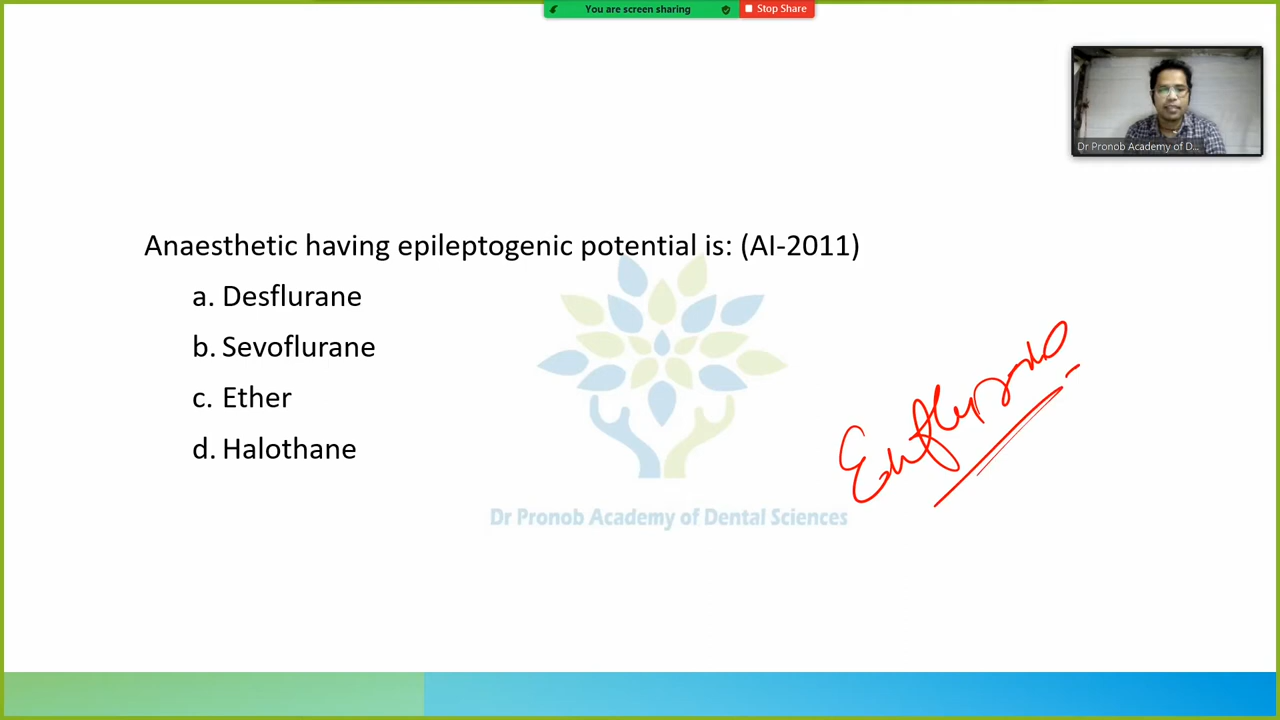 You are screen sharing
Stop Share
Dr Pronob Academy of D...
Anaesthetic having epileptogenic potential is: (AI-2011)
a. Desflurane
b. Sevoflurane
c. Ether
d. Halothane
Enflurane
Dr Pronob Academy of Dental Sciences